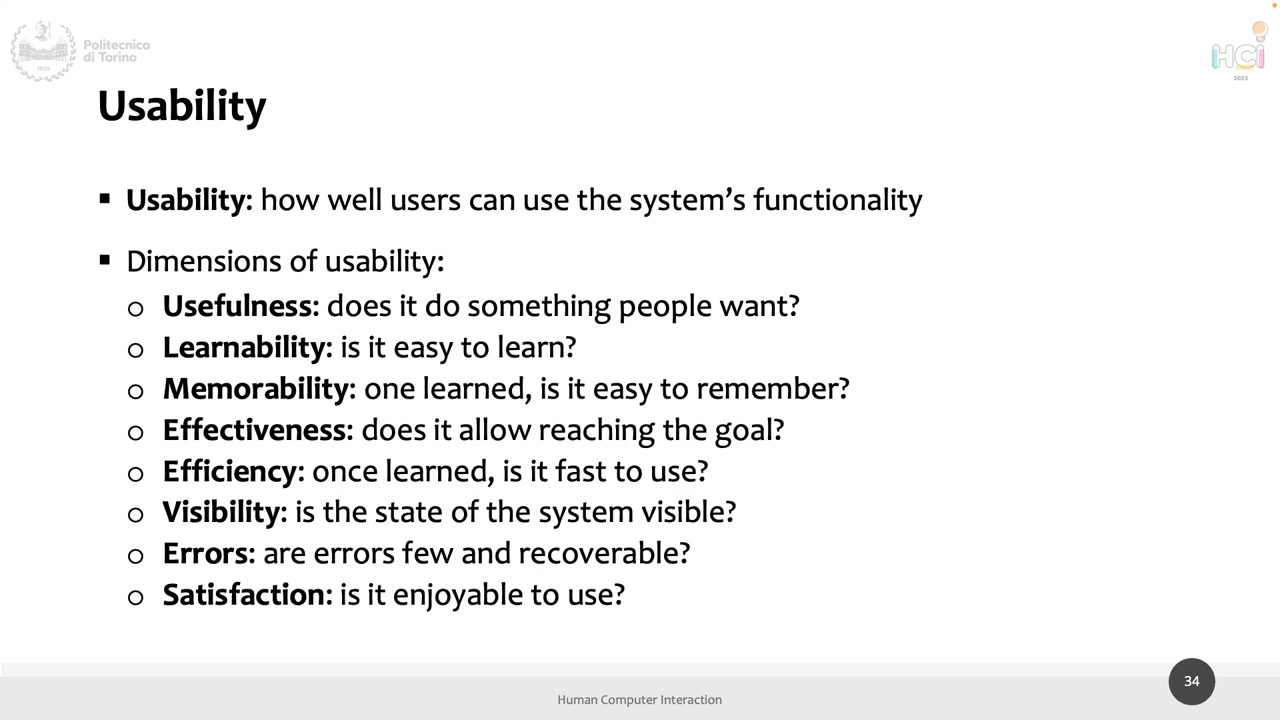 Politecnico
di Torino
1859
HCI
2023
Usability
▪ Usability: how well users can use the system’s functionality
▪ Dimensions of usability:
o Usefulness: does it do something people want?
o Learnability: is it easy to learn?
o Memorability: one learned, is it easy to remember?
o Effectiveness: does it allow reaching the goal?
o Efficiency: once learned, is it fast to use?
o Visibility: is the state of the system visible?
o Errors: are errors few and recoverable?
o Satisfaction: is it enjoyable to use?
Human Computer Interaction
34